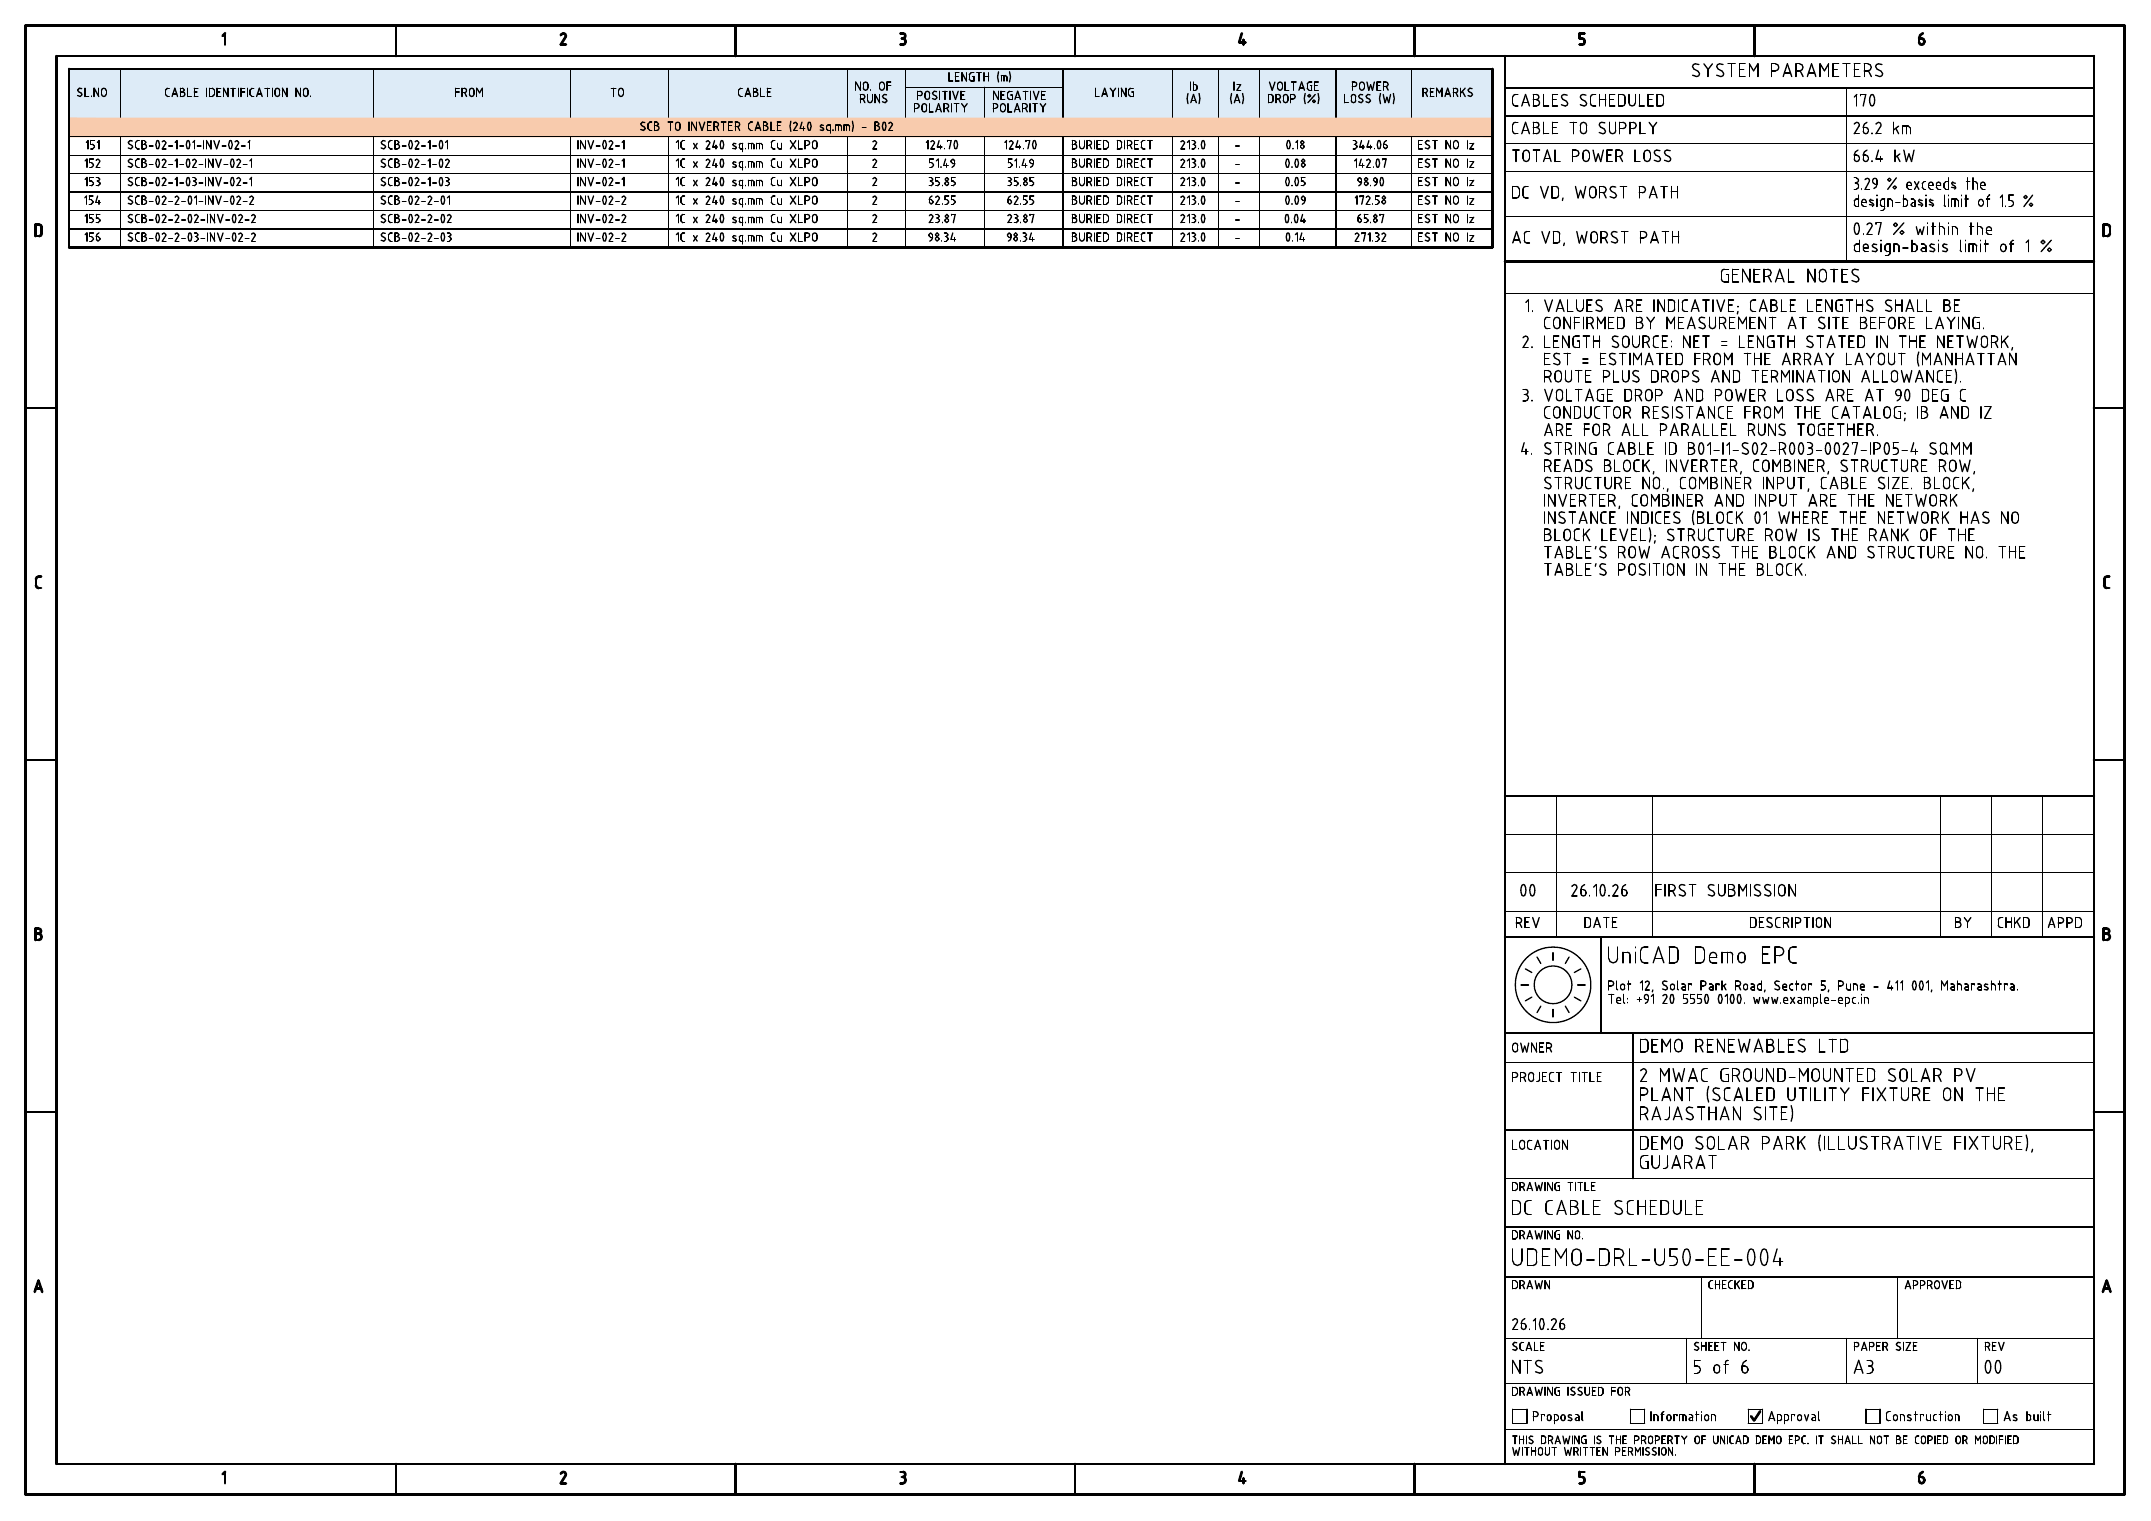 1 2 3 4 5 6
SL.NO CABLE IDENTIFICATION NO. FROM TO CABLE NO. OF RUNS LENGTH (m) POSITIVE POLARITY NEGATIVE POLARITY LAYING Ib (A) Iz (A) VOLTAGE DROP (%) POWER LOSS (W) REMARKS
SCB TO INVERTER CABLE (240 sq.mm) - B02
151 SCB-02-1-01-INV-02-1 SCB-02-1-01 INV-02-1 1C x 240 sq.mm Cu XLPO 2 124.70 124.70 BURIED DIRECT 213.0 - 0.18 344.06 EST NO Iz
152 SCB-02-1-02-INV-02-1 SCB-02-1-02 INV-02-1 1C x 240 sq.mm Cu XLPO 2 51.49 51.49 BURIED DIRECT 213.0 - 0.08 142.07 EST NO Iz
153 SCB-02-1-03-INV-02-1 SCB-02-1-03 INV-02-1 1C x 240 sq.mm Cu XLPO 2 35.85 35.85 BURIED DIRECT 213.0 - 0.05 98.90 EST NO Iz
154 SCB-02-2-01-INV-02-2 SCB-02-2-01 INV-02-2 1C x 240 sq.mm Cu XLPO 2 62.55 62.55 BURIED DIRECT 213.0 - 0.09 172.58 EST NO Iz
155 SCB-02-2-02-INV-02-2 SCB-02-2-02 INV-02-2 1C x 240 sq.mm Cu XLPO 2 23.87 23.87 BURIED DIRECT 213.0 - 0.04 65.87 EST NO Iz
156 SCB-02-2-03-INV-02-2 SCB-02-2-03 INV-02-2 1C x 240 sq.mm Cu XLPO 2 98.34 98.34 BURIED DIRECT 213.0 - 0.14 271.32 EST NO Iz
SYSTEM PARAMETERS
CABLES SCHEDULED 170
CABLE TO SUPPLY 26.2 km
TOTAL POWER LOSS 66.4 kW
DC VD, WORST PATH 3.29 % exceeds the
design-basis limit of 1.5 %
AC VD, WORST PATH 0.27 % within the
design-basis limit of 1 %
GENERAL NOTES
1. VALUES ARE INDICATIVE; CABLE LENGTHS SHALL BE
CONFIRMED BY MEASUREMENT AT SITE BEFORE LAYING.
2. LENGTH SOURCE: NET = LENGTH STATED IN THE NETWORK,
EST = ESTIMATED FROM THE ARRAY LAYOUT (MANHATTAN
ROUTE PLUS DROPS AND TERMINATION ALLOWANCE).
3. VOLTAGE DROP AND POWER LOSS ARE AT 90 DEG C
CONDUCTOR RESISTANCE FROM THE CATALOG; IB AND IZ
ARE FOR ALL PARALLEL RUNS TOGETHER.
4. STRING CABLE ID B01-I1-S02-R003-0027-IP05-4 SQMM
READS BLOCK, INVERTER, COMBINER, STRUCTURE ROW,
STRUCTURE NO., COMBINER INPUT, CABLE SIZE. BLOCK,
INVERTER, COMBINER AND INPUT ARE THE NETWORK
INSTANCE INDICES (BLOCK 01 WHERE THE NETWORK HAS NO
BLOCK LEVEL); STRUCTURE ROW IS THE RANK OF THE
TABLE'S ROW ACROSS THE BLOCK AND STRUCTURE NO. THE
TABLE'S POSITION IN THE BLOCK.
D D
C C
B B
A A
00 26.10.26 FIRST SUBMISSION
REV DATE DESCRIPTION BY CHKD APPD
UniCAD Demo EPC
Plot 12, Solar Park Road, Sector 5, Pune - 411 001, Maharashtra.
Tel: +91 20 5550 0100. www.example-epc.in
OWNER DEMO RENEWABLES LTD
PROJECT TITLE 2 MWAC GROUND-MOUNTED SOLAR PV
PLANT (SCALED UTILITY FIXTURE ON THE
RAJASTHAN SITE)
LOCATION DEMO SOLAR PARK (ILLUSTRATIVE FIXTURE),
GUJARAT
DRAWING TITLE
DC CABLE SCHEDULE
DRAWING NO.
UDEMO-DRL-U50-EE-004
DRAWN CHECKED APPROVED
26.10.26
SCALE SHEET NO. PAPER SIZE REV
NTS 5 of 6 A3 00
DRAWING ISSUED FOR
Proposal Information Approval Construction As built
THIS DRAWING IS THE PROPERTY OF UNICAD DEMO EPC. IT SHALL NOT BE COPIED OR MODIFIED
WITHOUT WRITTEN PERMISSION.
1 2 3 4 5 6